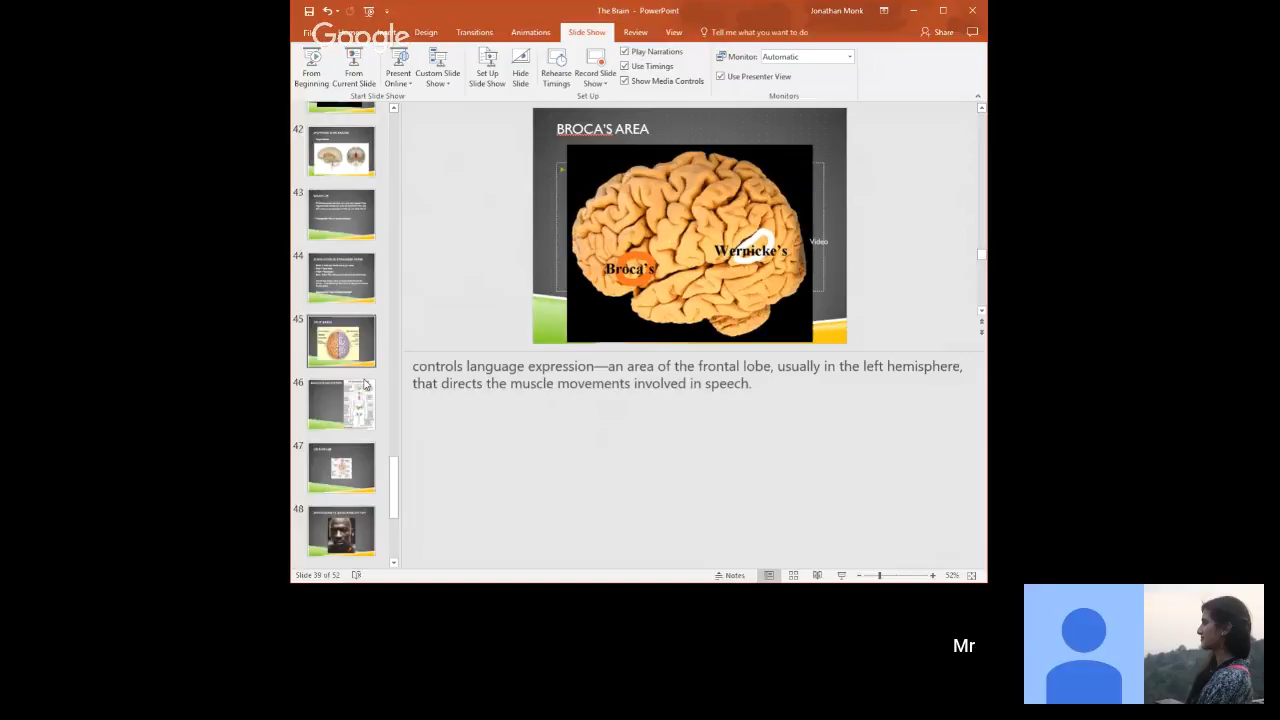 The Brain - PowerPoint
Jonathan Monk
Google
Design
Transitions
Animations
Slide Show
Review
View
Tell me what you want to do
Share
From Beginning
From Current Slide
Present Online
Custom Slide Show
Set Up Slide Show
Hide Slide
Rehearse Timings
Record Slide Show
Play Narrations
Use Timings
Show Media Controls
Monitor:
Automatic
Use Presenter View
Start Slide Show
Set Up
Monitors
42
43
44
45
46
47
48
BROCA'S AREA
Broca's
Wernicke's
Video
controls language expression—an area of the frontal lobe, usually in the left hemisphere,
that directs the muscle movements involved in speech.
Slide 39 of 52
Notes
52%
Mr